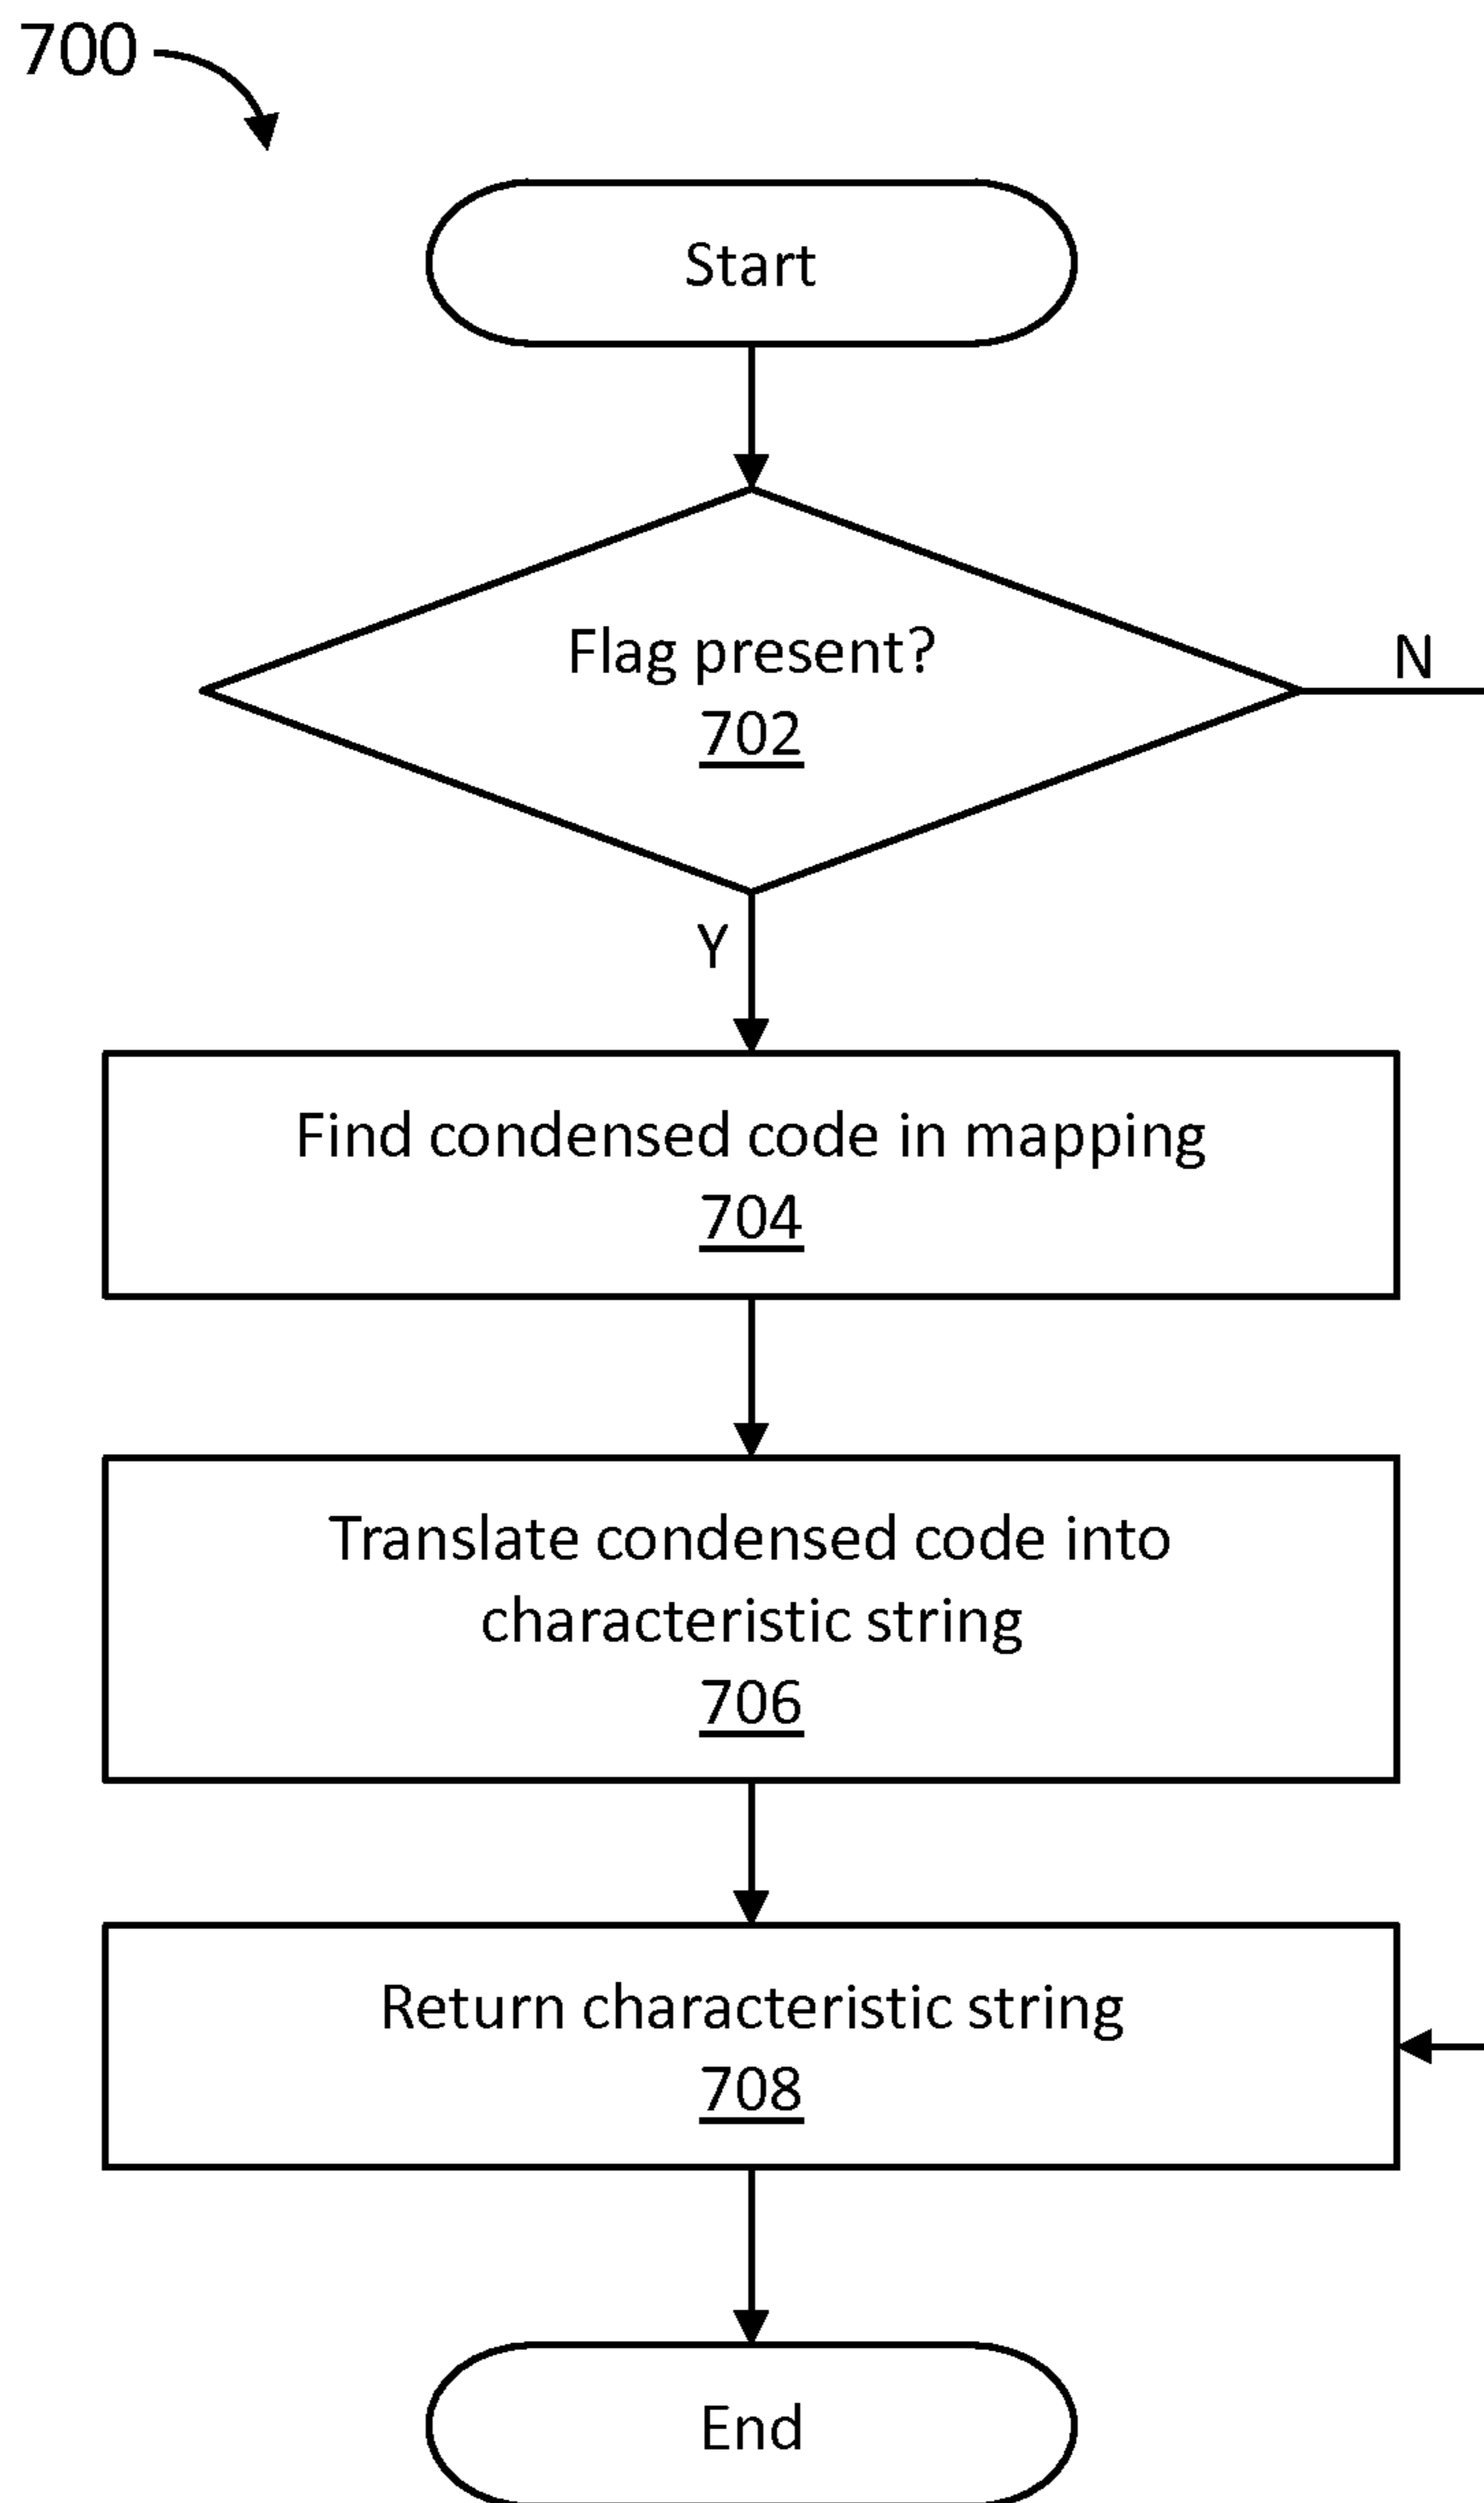 700
Start
Flag present?
702
N
Y
Find condensed code in mapping
704
Translate condensed code into
characteristic string
706
Return characteristic string
708
End